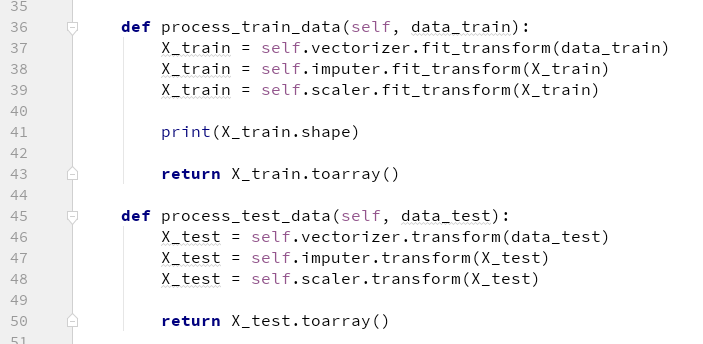 35
36 def process_train_data(self, data_train):
37 X_train = self.vectorizer.fit_transform(data_train)
38 X_train = self.imputer.fit_transform(X_train)
39 X_train = self.scaler.fit_transform(X_train)
40
41 print(X_train.shape)
42
43 return X_train.toarray()
44
45 def process_test_data(self, data_test):
46 X_test = self.vectorizer.transform(data_test)
47 X_test = self.imputer.transform(X_test)
48 X_test = self.scaler.transform(X_test)
49
50 return X_test.toarray()
51